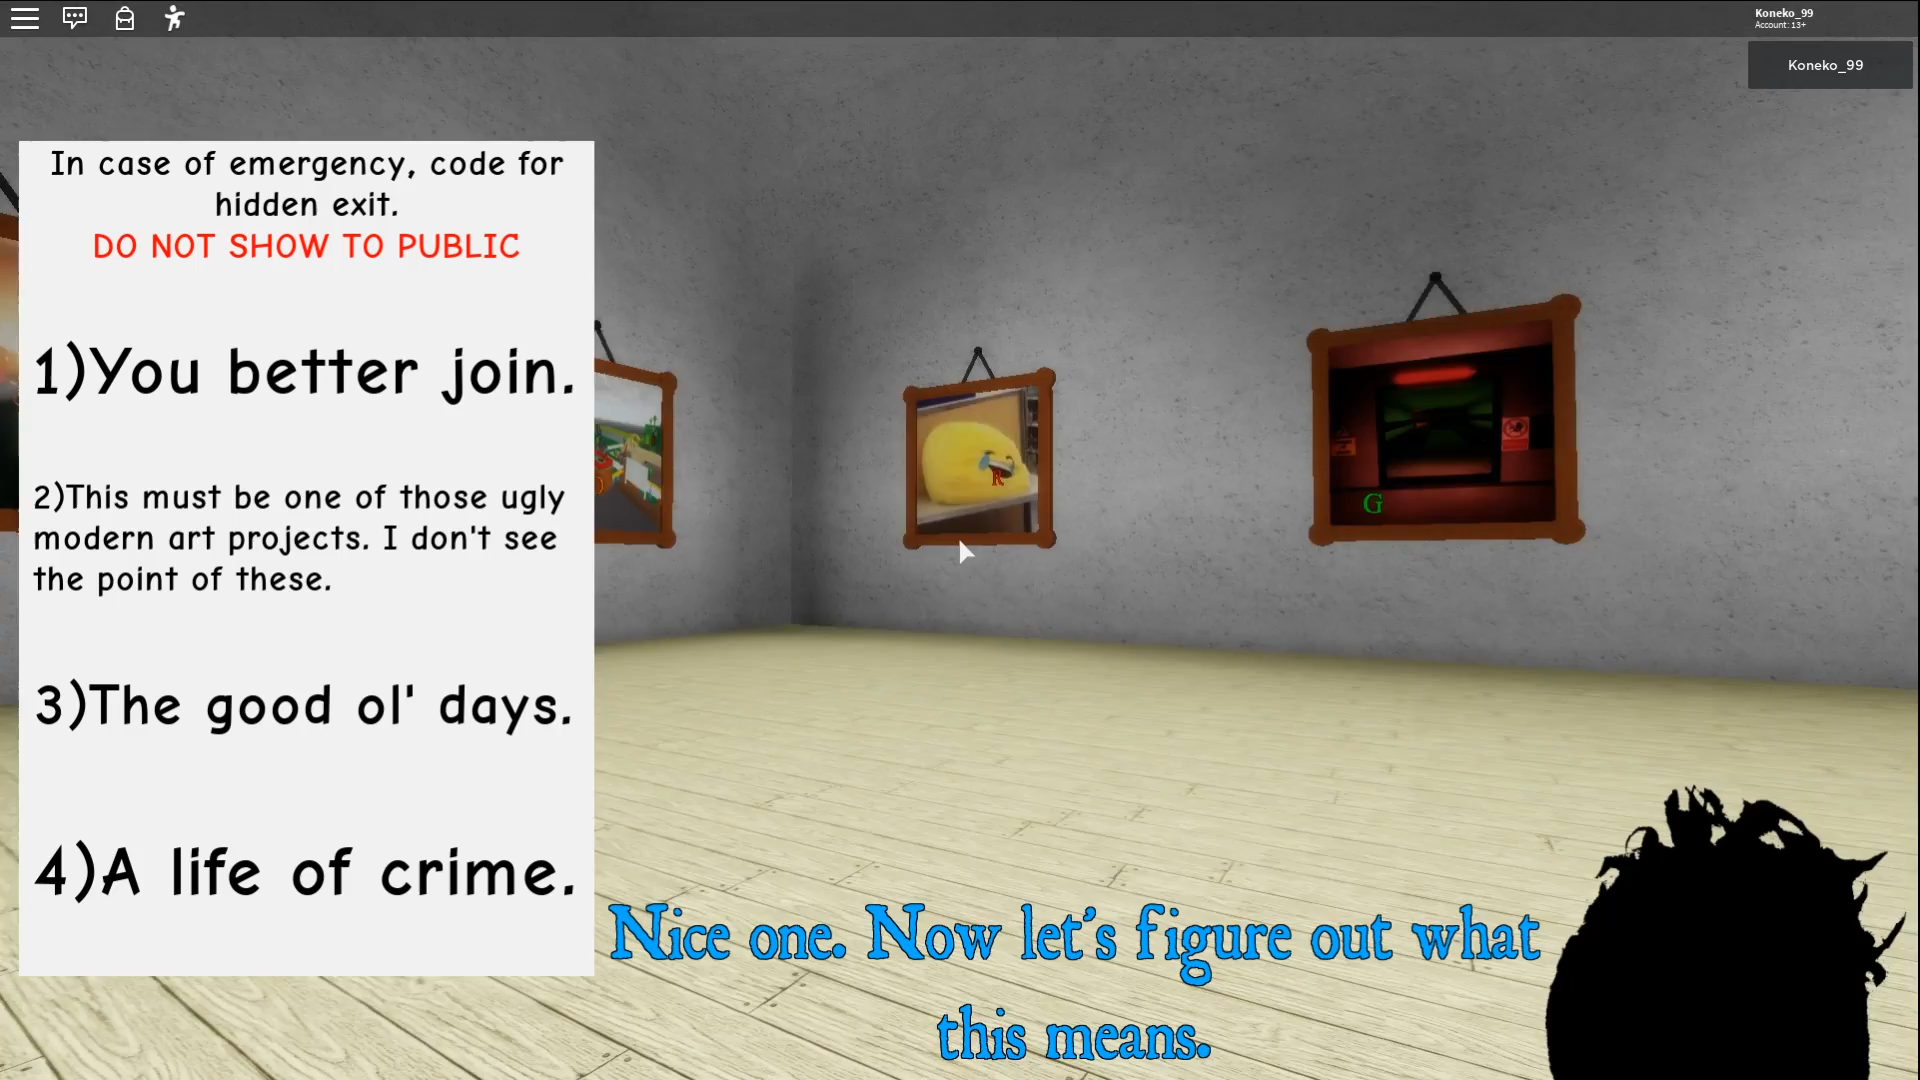 Koneko_99
Account: 13+
Koneko_99
In case of emergency, code for
hidden exit.
DO NOT SHOW TO PUBLIC
1)You better join.
2)This must be one of those ugly
modern art projects. I don't see
the point of these.
3)The good ol' days.
4)A life of crime.
R
G
Nice one. Now let's figure out what
this means.